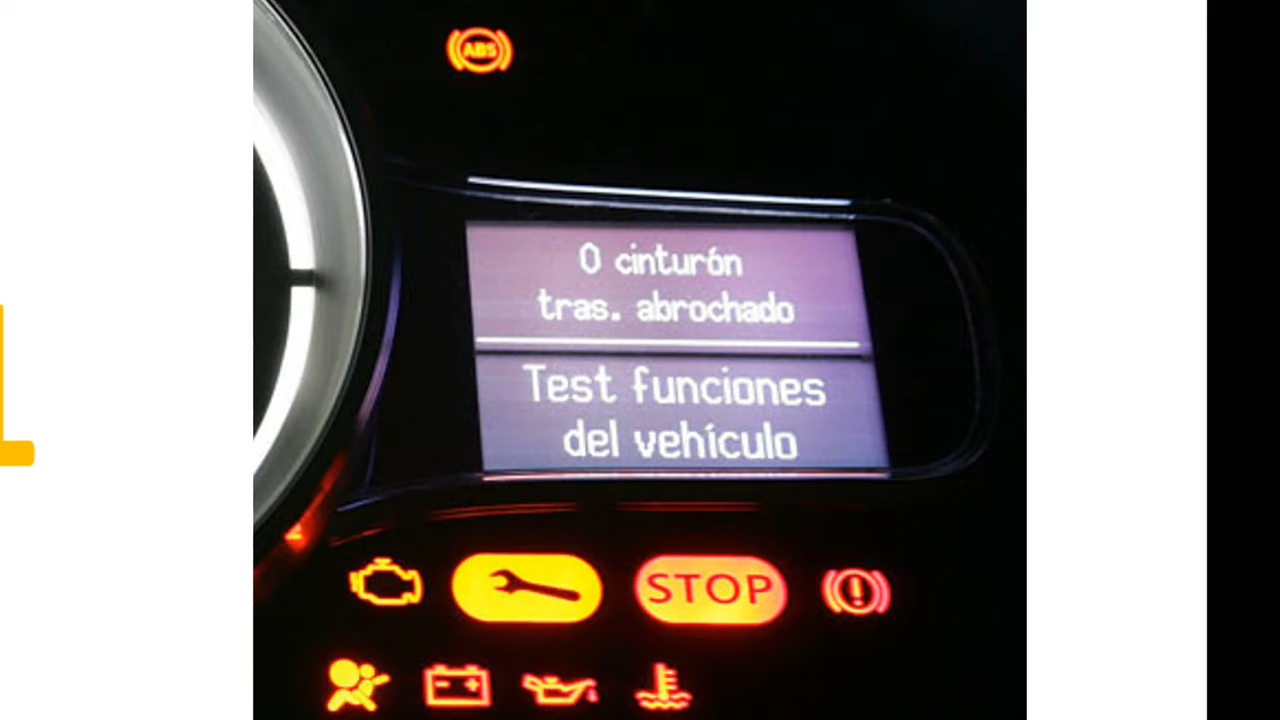 ABS
0 cinturón
tras. abrochado
Test funciones
del vehículo
STOP